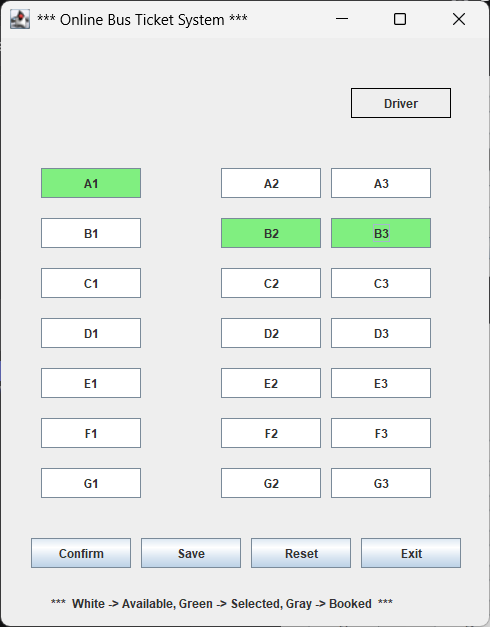 *** Online Bus Ticket System ***
Driver
A1 A2 A3
B1 B2 B3
C1 C2 C3
D1 D2 D3
E1 E2 E3
F1 F2 F3
G1 G2 G3
Confirm Save Reset Exit
*** White -> Available, Green -> Selected, Gray -> Booked ***